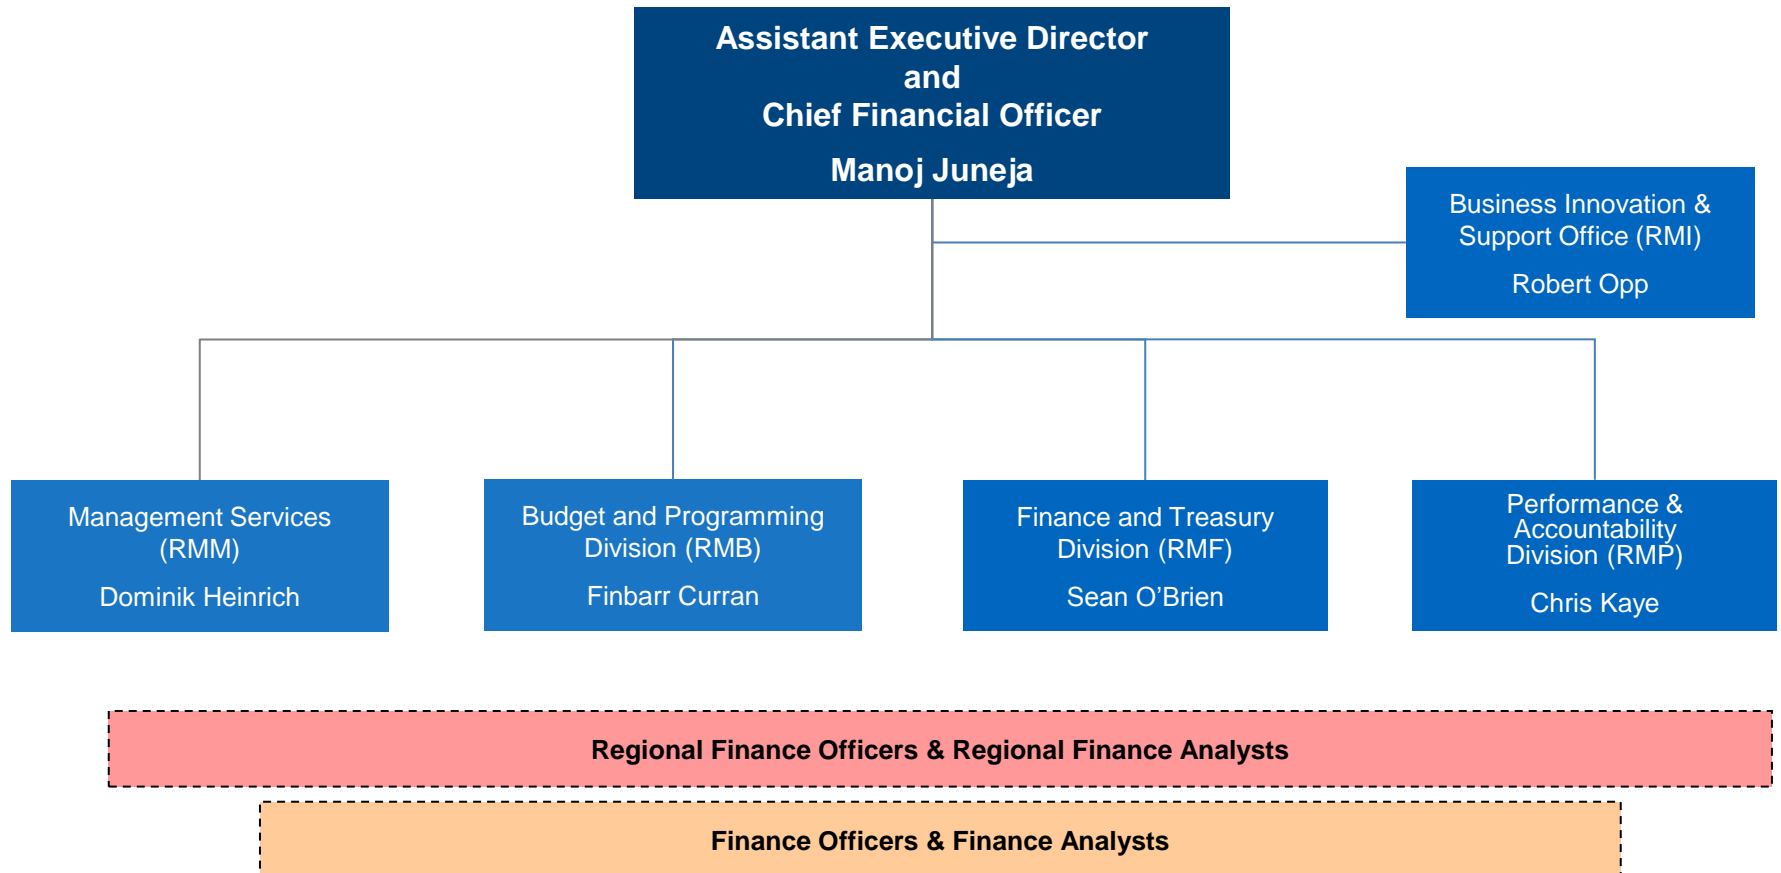 Assistant Executive Director
and
Chief Financial Officer
Manoj Juneja
Business Innovation &
Support Office (RMI)
Robert Opp
Management Services
(RMM)
Dominik Heinrich
Budget and Programming
Division (RMB)
Finbarr Curran
Finance and Treasury
Division (RMF)
Sean O’Brien
Performance &
Accountability
Division (RMP)
Chris Kaye
Regional Finance Officers & Regional Finance Analysts
Finance Officers & Finance Analysts